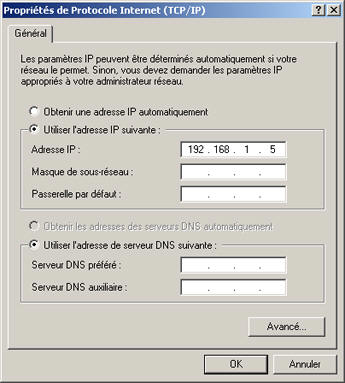 Propriétés de Protocole Internet (TCP/IP)
Général
Les paramètres IP peuvent être déterminés automatiquement si votre
réseau le permet. Sinon, vous devez demander les paramètres IP
appropriés à votre administrateur réseau.
Obtenir une adresse IP automatiquement
Utiliser l'adresse IP suivante :
Adresse IP : 192 . 168 . 1 . 5
Masque de sous-réseau : . . .
Passerelle par défaut : . . .
Obtenir les adresses des serveurs DNS automatiquement
Utiliser l'adresse de serveur DNS suivante :
Serveur DNS préféré : . . .
Serveur DNS auxiliaire : . . .
Avancé...
OK Annuler